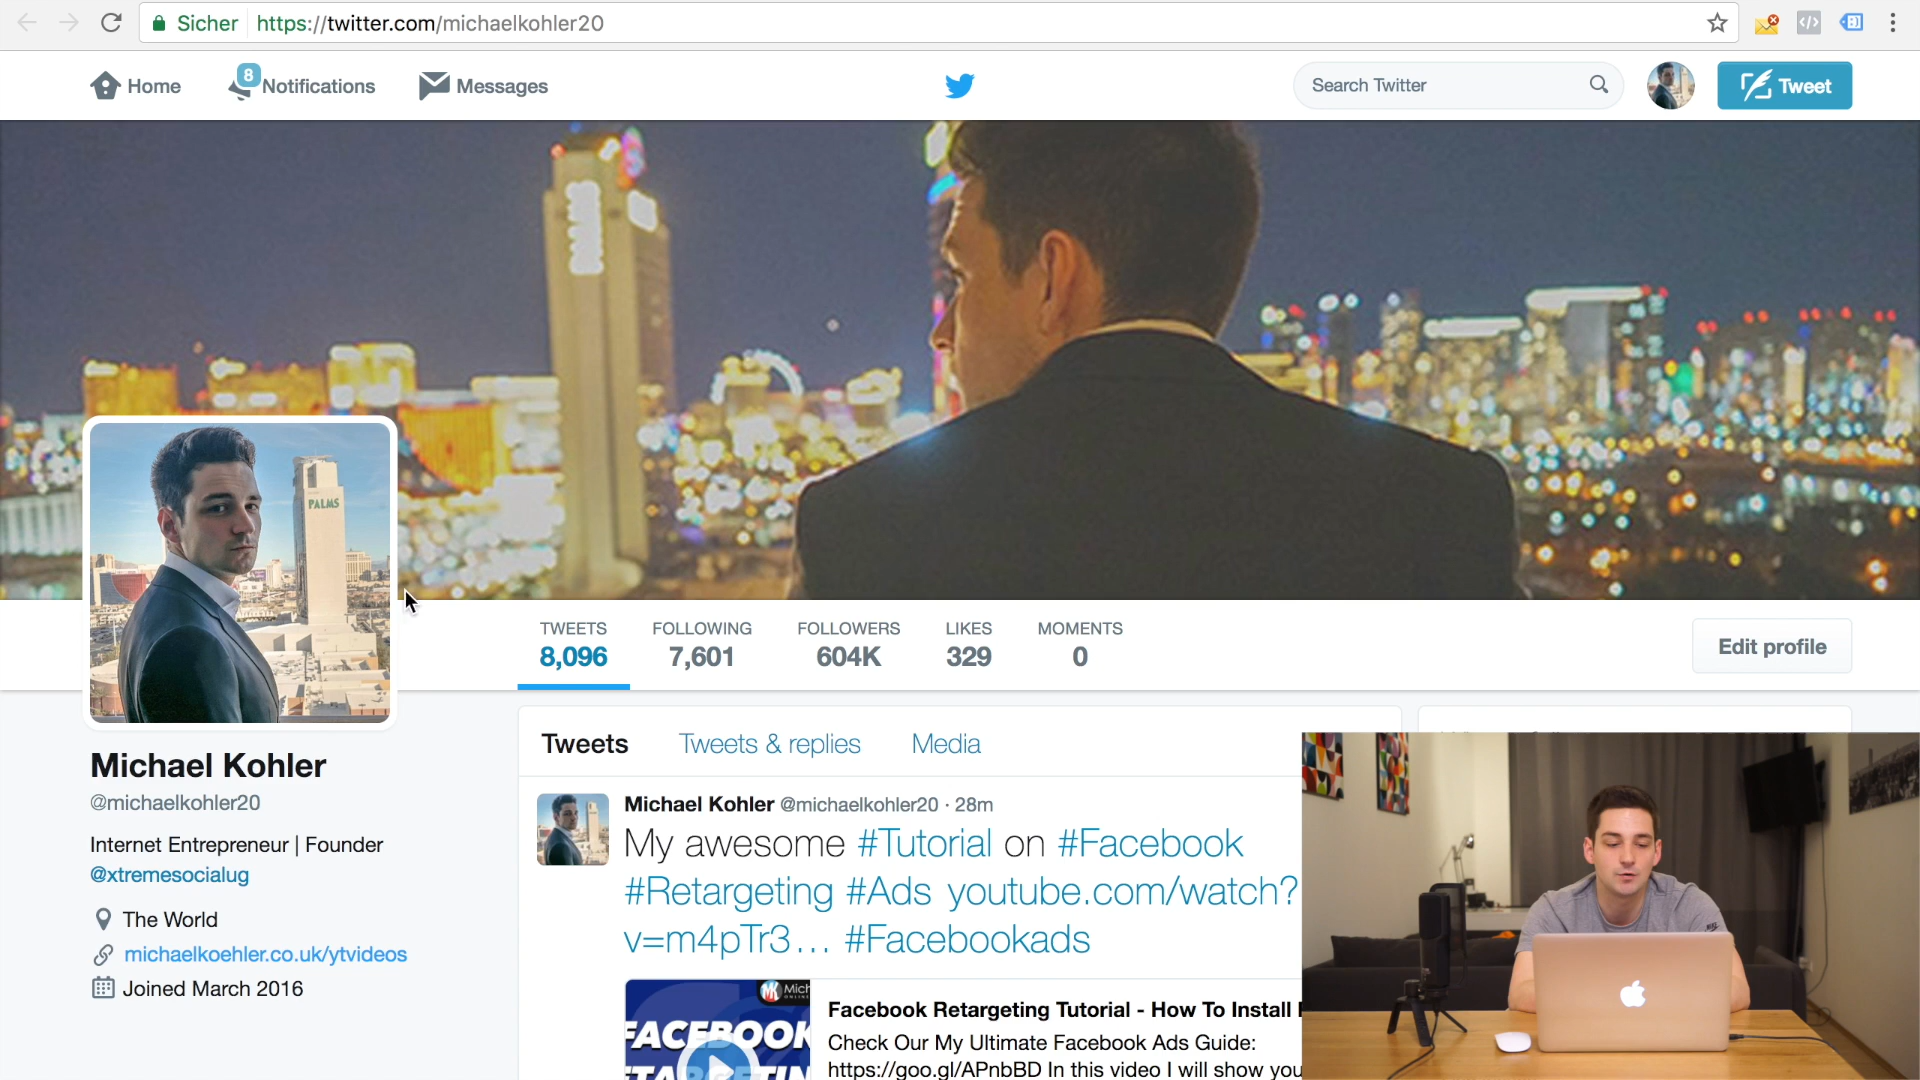 Sicher https://twitter.com/michaelkohler20
Home
8
Notifications
Messages
Search Twitter
Tweet
PALMS
TWEETS
8,096
FOLLOWING
7,601
FOLLOWERS
604K
LIKES
329
MOMENTS
0
Edit profile
Michael Kohler
@michaelkohler20
Internet Entrepreneur | Founder
@xtremesocialug
The World
michaelkoehler.co.uk/ytvideos
Joined March 2016
Tweets Tweets & replies Media
Michael Kohler @michaelkohler20 · 28m
My awesome #Tutorial on #Facebook
#Retargeting #Ads youtube.com/watch?
v=m4pTr3… #Facebookads
MK Mich
FACEBOOK
Facebook Retargeting Tutorial - How To Install
Check Our My Ultimate Facebook Ads Guide:
https://goo.gl/APnbBD In this video I will show you